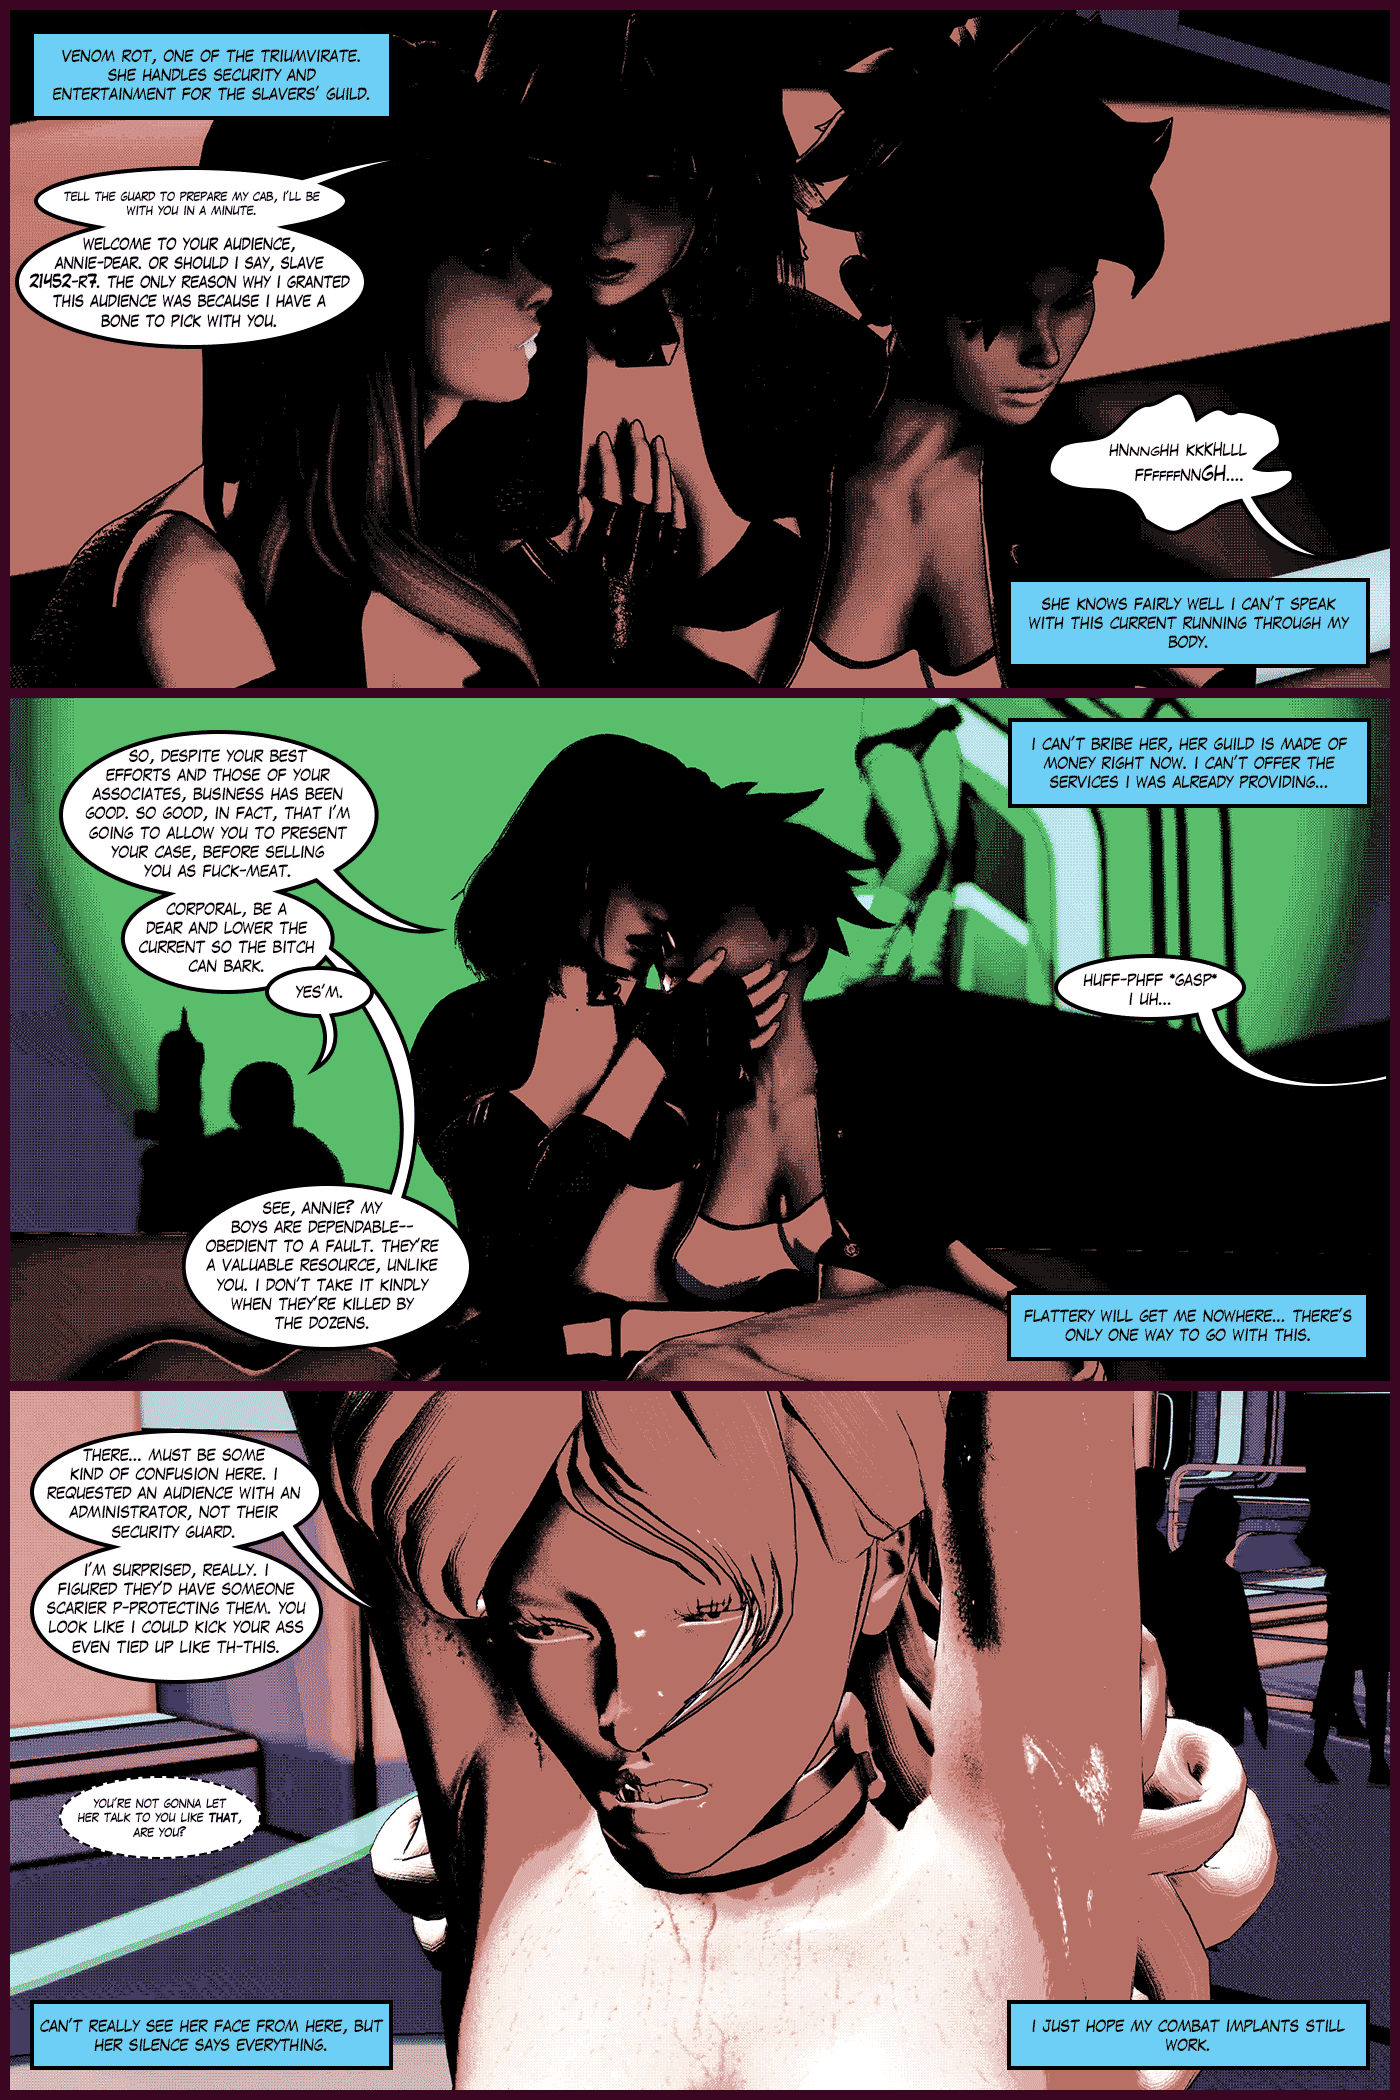 VENOM ROT, ONE OF THE TRIUMVIRATE.
SHE HANDLES SECURITY AND
ENTERTAINMENT FOR THE SLAVERS' GUILD.
TELL THE GUARD TO PREPARE MY CAB, I'LL BE
WITH YOU IN A MINUTE.
WELCOME TO YOUR AUDIENCE,
ANNIE-DEAR. OR SHOULD I SAY, SLAVE
21452-R7. THE ONLY REASON WHY I GRANTED
THIS AUDIENCE WAS BECAUSE I HAVE A
BONE TO PICK WITH YOU.
HNNNGHH KKKHLLL
FFFFFFNNGH....
SHE KNOWS FAIRLY WELL I CAN'T SPEAK
WITH THIS CURRENT RUNNING THROUGH MY
BODY.
SO, DESPITE YOUR BEST
EFFORTS AND THOSE OF YOUR
ASSOCIATES, BUSINESS HAS BEEN
GOOD. SO GOOD, IN FACT, THAT I'M
GOING TO ALLOW YOU TO PRESENT
YOUR CASE, BEFORE SELLING
YOU AS FUCK-MEAT.
I CAN'T BRIBE HER, HER GUILD IS MADE OF
MONEY RIGHT NOW. I CAN'T OFFER THE
SERVICES I WAS ALREADY PROVIDING...
CORPORAL, BE A
DEAR AND LOWER THE
CURRENT SO THE BITCH
CAN BARK.
YES'M.
HUFF-PHFF *GASP*
I UH...
SEE, ANNIE? MY
BOYS ARE DEPENDABLE--
OBEDIENT TO A FAULT. THEY'RE
A VALUABLE RESOURCE, UNLIKE
YOU. I DON'T TAKE IT KINDLY
WHEN THEY'RE KILLED BY
THE DOZENS.
FLATTERY WILL GET ME NOWHERE... THERE'S
ONLY ONE WAY TO GO WITH THIS.
THERE... MUST BE SOME
KIND OF CONFUSION HERE. I
REQUESTED AN AUDIENCE WITH AN
ADMINISTRATOR, NOT THEIR
SECURITY GUARD.
I'M SURPRISED, REALLY. I
FIGURED THEY'D HAVE SOMEONE
SCARIER P-PROTECTING THEM. YOU
LOOK LIKE I COULD KICK YOUR ASS
EVEN TIED UP LIKE TH-THIS.
YOU'RE NOT GONNA LET
HER TALK TO YOU LIKE THAT,
ARE YOU?
CAN'T REALLY SEE HER FACE FROM HERE, BUT
HER SILENCE SAYS EVERYTHING.
I JUST HOPE MY COMBAT IMPLANTS STILL
WORK.